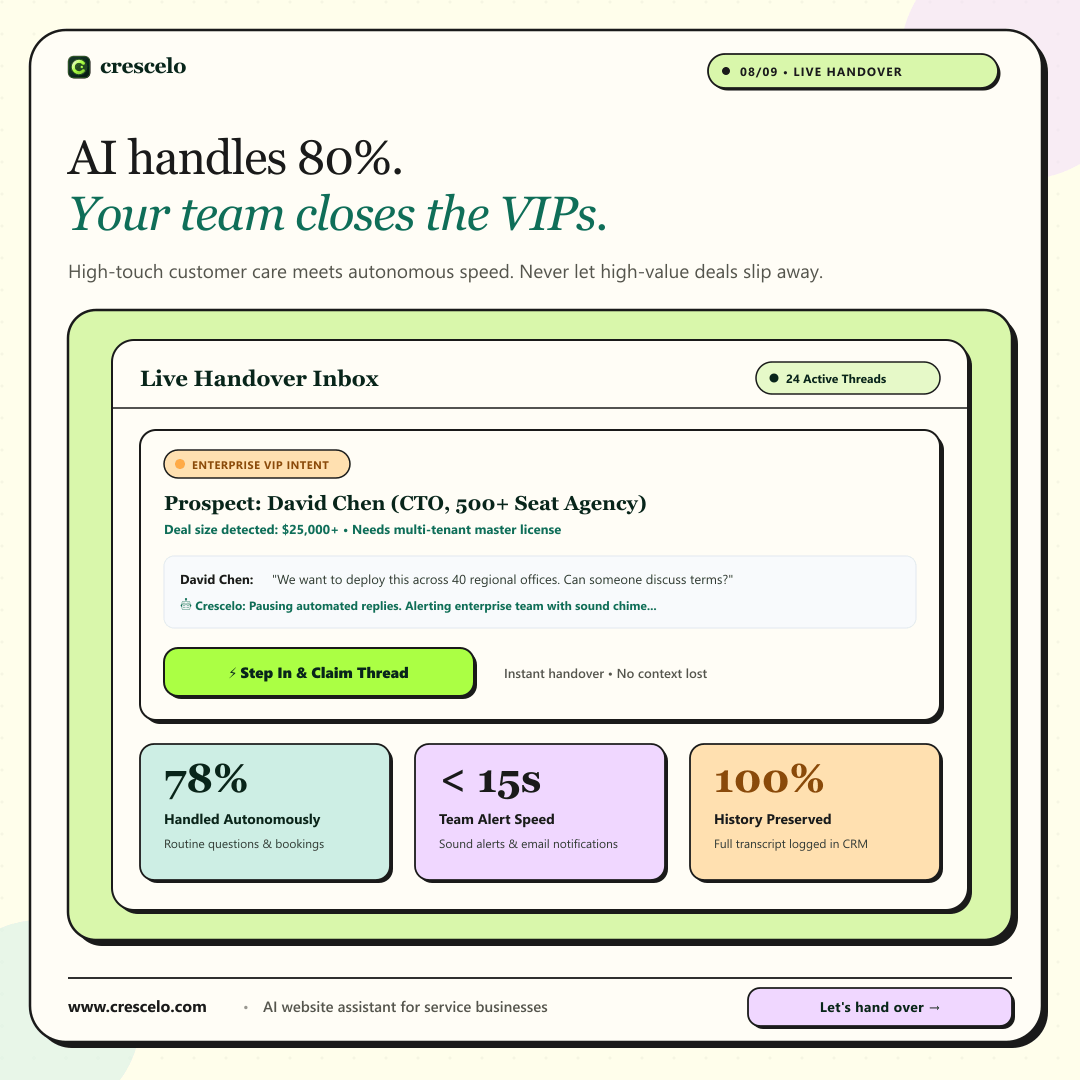 crescelo
08/09 • LIVE HANDOVER
AI handles 80%.
Your team closes the VIPs.
High-touch customer care meets autonomous speed. Never let high-value deals slip away.
Live Handover Inbox
24 Active Threads
ENTERPRISE VIP INTENT
Prospect: David Chen (CTO, 500+ Seat Agency)
Deal size detected: $25,000+ • Needs multi-tenant master license
David Chen: "We want to deploy this across 40 regional offices. Can someone discuss terms?"
🤖 Crescelo: Pausing automated replies. Alerting enterprise team with sound chime...
⚡ Step In & Claim Thread
Instant handover • No context lost
78%
Handled Autonomously
Routine questions & bookings
< 15s
Team Alert Speed
Sound alerts & email notifications
100%
History Preserved
Full transcript logged in CRM
www.crescelo.com • AI website assistant for service businesses
Let's hand over →